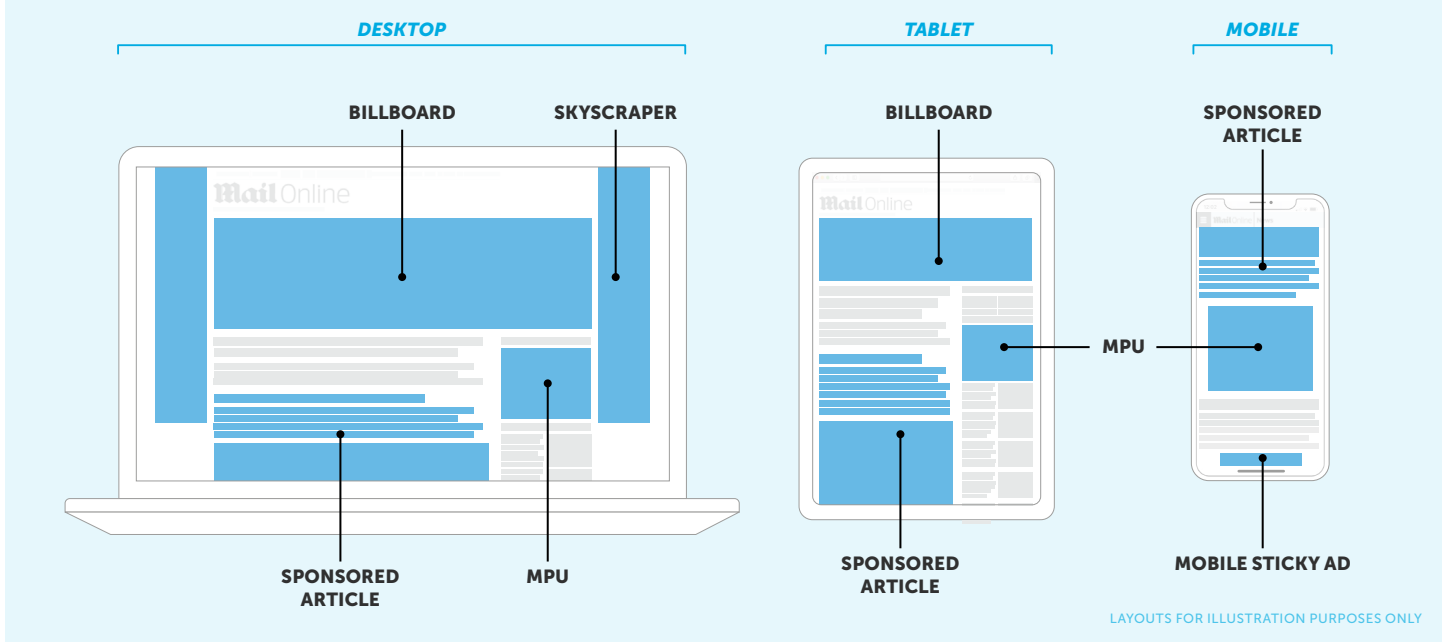 DESKTOP
TABLET
MOBILE
BILLBOARD
SKYSCRAPER
BILLBOARD
SPONSORED
ARTICLE
Mail Online
Mail Online
MailOnline
MPU
SPONSORED
ARTICLE
MPU
SPONSORED
ARTICLE
MOBILE STICKY AD
LAYOUTS FOR ILLUSTRATION PURPOSES ONLY